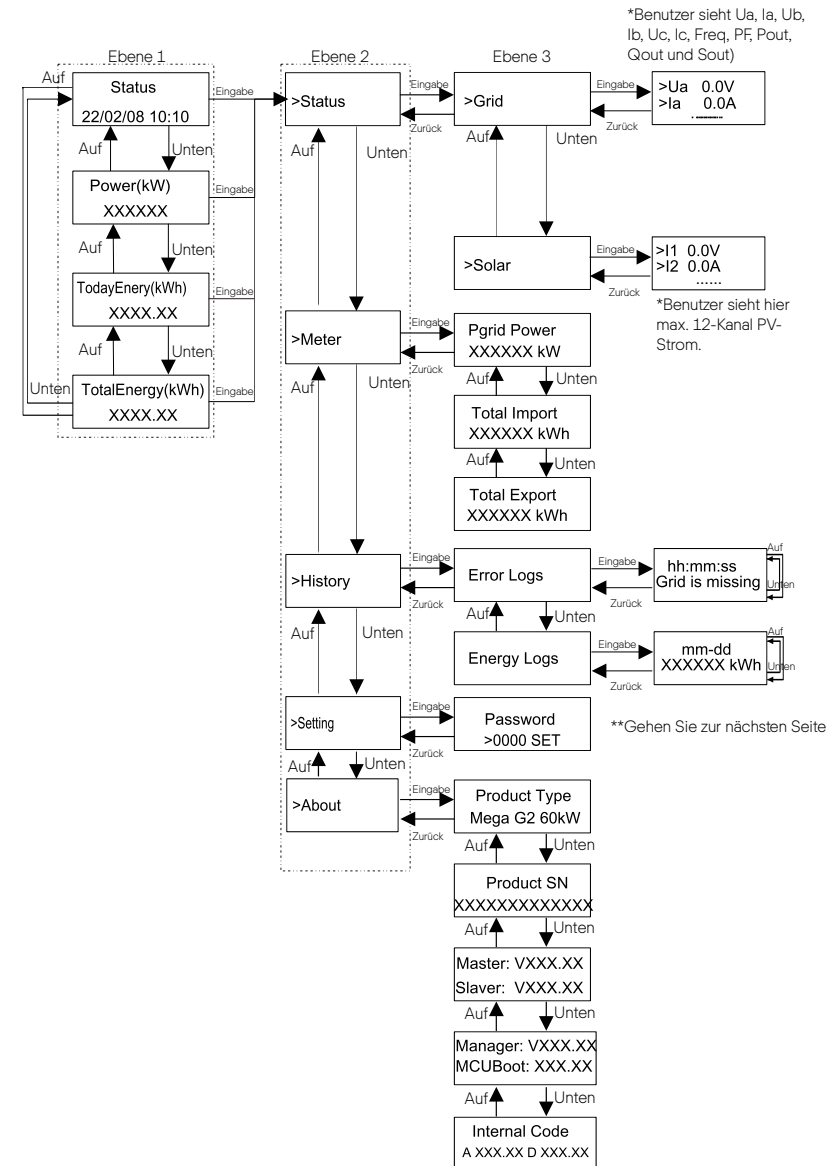 *Benutzer sieht Ua, Ia, Ub,
Ib, Uc, Ic, Freq, PF, Pout,
Qout und Sout)
Ebene 1
Ebene 2
Ebene 3
Auf
Status
22/02/08 10:10
Eingabe
>Status
Eingabe
Zurück
>Grid
Eingabe
Zurück
>Ua 0.0V
>Ia 0.0A
.........
Auf
Unten
Auf
Unten
Auf
Unten
Power(kW)
XXXXXX
Eingabe
Auf
Unten
TodayEnery(kWh)
XXXX.XX
Eingabe
>Solar
Eingabe
Zurück
>I1 0.0V
>I2 0.0A
......
*Benutzer sieht hier
max. 12-Kanal PV-
Strom.
Auf
Unten
Unten
TotalEnergy(kWh)
XXXX.XX
Eingabe
>Meter
Eingabe
Zurück
Pgrid Power
XXXXXX kW
Auf
Unten
Auf
Unten
Total Import
XXXXXX kWh
Auf
Unten
Total Export
XXXXXX kWh
>History
Eingabe
Zurück
Error Logs
Eingabe
Zurück
hh:mm:ss
Grid is missing
Auf
Unten
Auf
Unten
Auf
Unten
Energy Logs
Eingabe
Zurück
mm-dd
XXXXXX kWh
Auf
Unten
>Setting
Eingabe
Zurück
Password
>0000 SET
**Gehen Sie zur nächsten Seite
Auf
Unten
>About
Eingabe
Zurück
Product Type
Mega G2 60kW
Auf
Unten
Product SN
XXXXXXXXXXXXX
Auf
Unten
Master: VXXX.XX
Slaver: VXXX.XX
Auf
Unten
Manager: VXXX.XX
MCUBoot: XXX.XX
Auf
Unten
Internal Code
A XXX.XX D XXX.XX